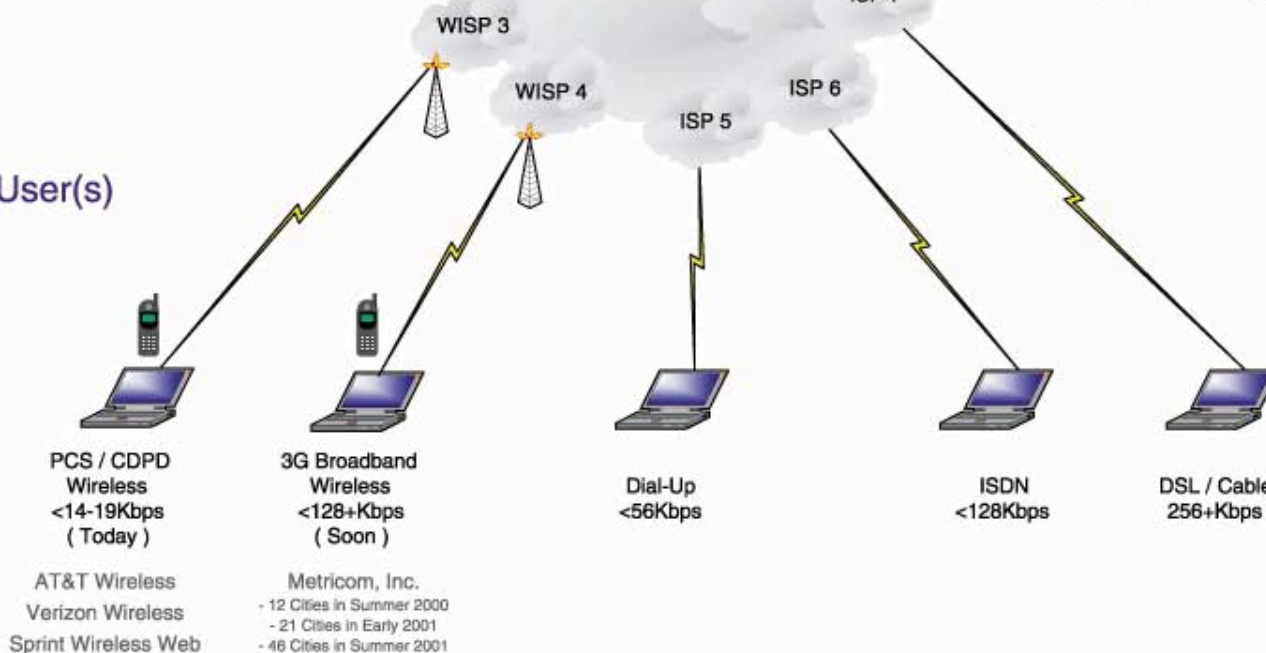 WISP 3
WISP 4
ISP 5
ISP 6
User(s)
PCS / CDPD
Wireless
<14-19Kbps
( Today )
AT&T Wireless
Verizon Wireless
Sprint Wireless Web
3G Broadband
Wireless
<128+Kbps
( Soon )
Metricom, Inc.
- 12 Cities in Summer 2000
- 21 Cities in Early 2001
- 46 Cities in Summer 2001
Dial-Up
<56Kbps
ISDN
<128Kbps
DSL / Cable
256+Kbps